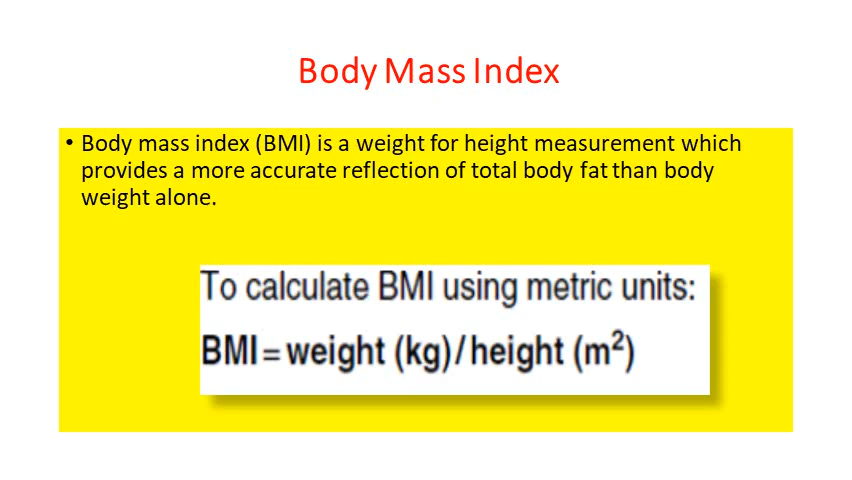 Body Mass Index
• Body mass index (BMI) is a weight for height measurement which
provides a more accurate reflection of total body fat than body
weight alone.
To calculate BMI using metric units:
BMI = weight (kg) / height (m²)